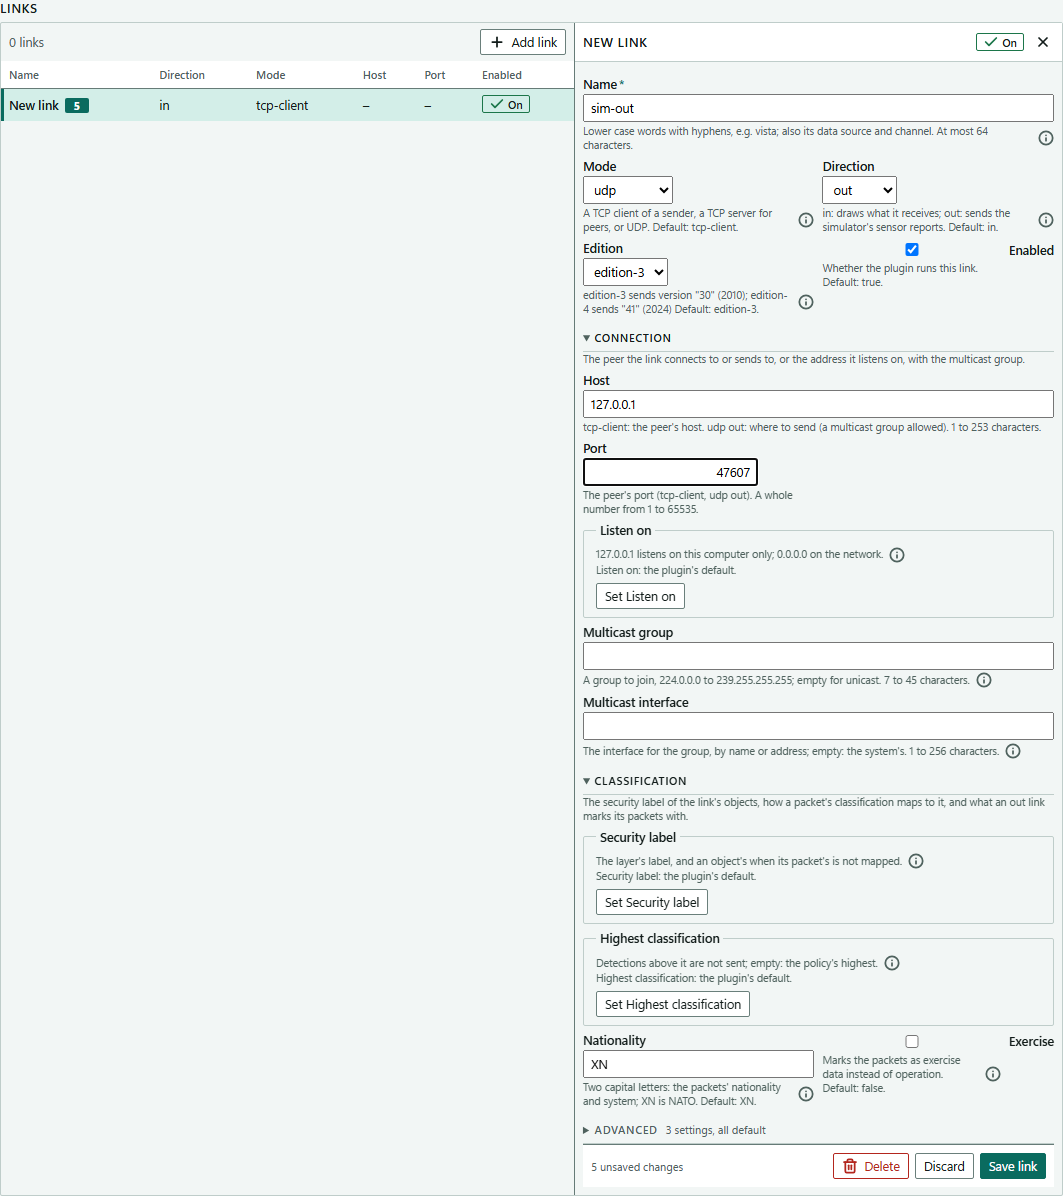 LINKS
0 links
Add link
Name Direction Mode Host Port Enabled
New link 5 in tcp-client – – On
NEW LINK
On
Name*
sim-out
Lower case words with hyphens, e.g. vista; also its data source and channel. At most 64
characters.
Mode
udp
A TCP client of a sender, a TCP server for
peers, or UDP. Default: tcp-client.
Direction
out
in: draws what it receives; out: sends the
simulator's sensor reports. Default: in.
Edition
edition-3
edition-3 sends version "30" (2010); edition-
4 sends "41" (2024) Default: edition-3.
Enabled
Whether the plugin runs this link.
Default: true.
CONNECTION
The peer the link connects to or sends to, or the address it listens on, with the multicast group.
Host
127.0.0.1
tcp-client: the peer's host. udp out: where to send (a multicast group allowed). 1 to 253 characters.
Port
47607
The peer's port (tcp-client, udp out). A whole
number from 1 to 65535.
Listen on
127.0.0.1 listens on this computer only; 0.0.0.0 on the network.
Listen on: the plugin's default.
Set Listen on
Multicast group
A group to join, 224.0.0.0 to 239.255.255.255; empty for unicast. 7 to 45 characters.
Multicast interface
The interface for the group, by name or address; empty: the system's. 1 to 256 characters.
CLASSIFICATION
The security label of the link's objects, how a packet's classification maps to it, and what an out link
marks its packets with.
Security label
The layer's label, and an object's when its packet's is not mapped.
Security label: the plugin's default.
Set Security label
Highest classification
Detections above it are not sent; empty: the policy's highest.
Highest classification: the plugin's default.
Set Highest classification
Nationality
XN
Two capital letters: the packets' nationality
and system; XN is NATO. Default: XN.
Exercise
Marks the packets as exercise
data instead of operation.
Default: false.
ADVANCED 3 settings, all default
5 unsaved changes
Delete
Discard
Save link